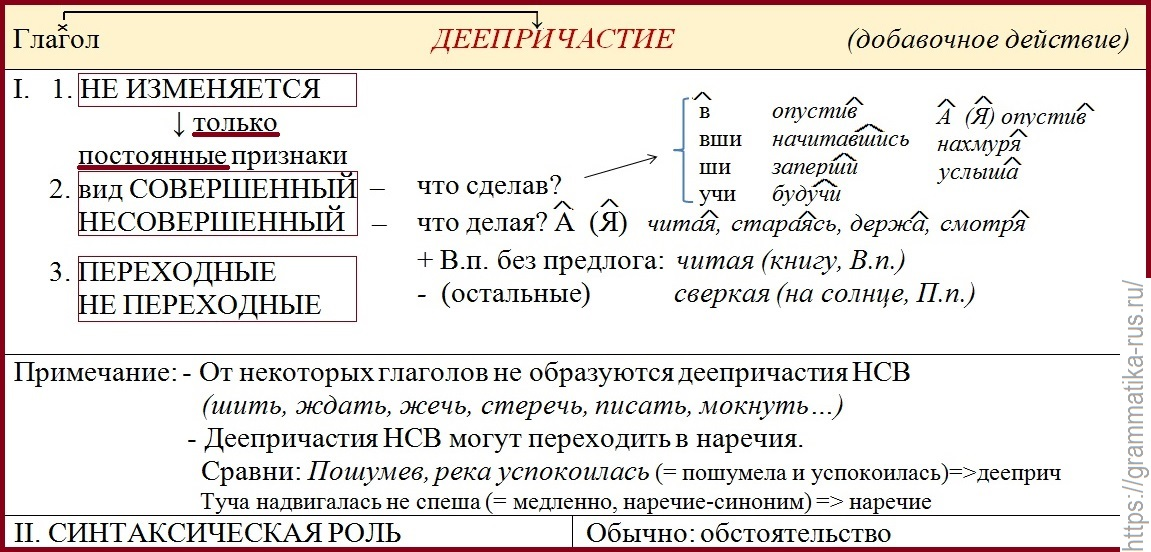 Глагол ДЕЕПРИЧАСТИЕ (добавочное действие)
I. 1. НЕ ИЗМЕНЯЕТСЯ
↓ только
постоянные признаки
2. вид СОВЕРШЕННЫЙ – что сделав?
в опустив А (Я) опустив
вши начитавшись нахмуря
ши заперши услыша
учи будучи
НЕСОВЕРШЕННЫЙ – что делая? А (Я) читая, стараясь, держа, смотря
3. ПЕРЕХОДНЫЕ + В.п. без предлога: читая (книгу, В.п.)
НЕ ПЕРЕХОДНЫЕ - (остальные) сверкая (на солнце, П.п.)
Примечание: - От некоторых глаголов не образуются деепричастия НСВ
(шить, ждать, жечь, стеречь, писать, мокнуть…)
- Деепричастия НСВ могут переходить в наречия.
Сравни: Пошумев, река успокоилась (= пошумела и успокоилась)=>дееприч
Туча надвигалась не спеша (= медленно, наречие-синоним) => наречие
II. СИНТАКСИЧЕСКАЯ РОЛЬ Обычно: обстоятельство
https://grammatika-rus.ru/